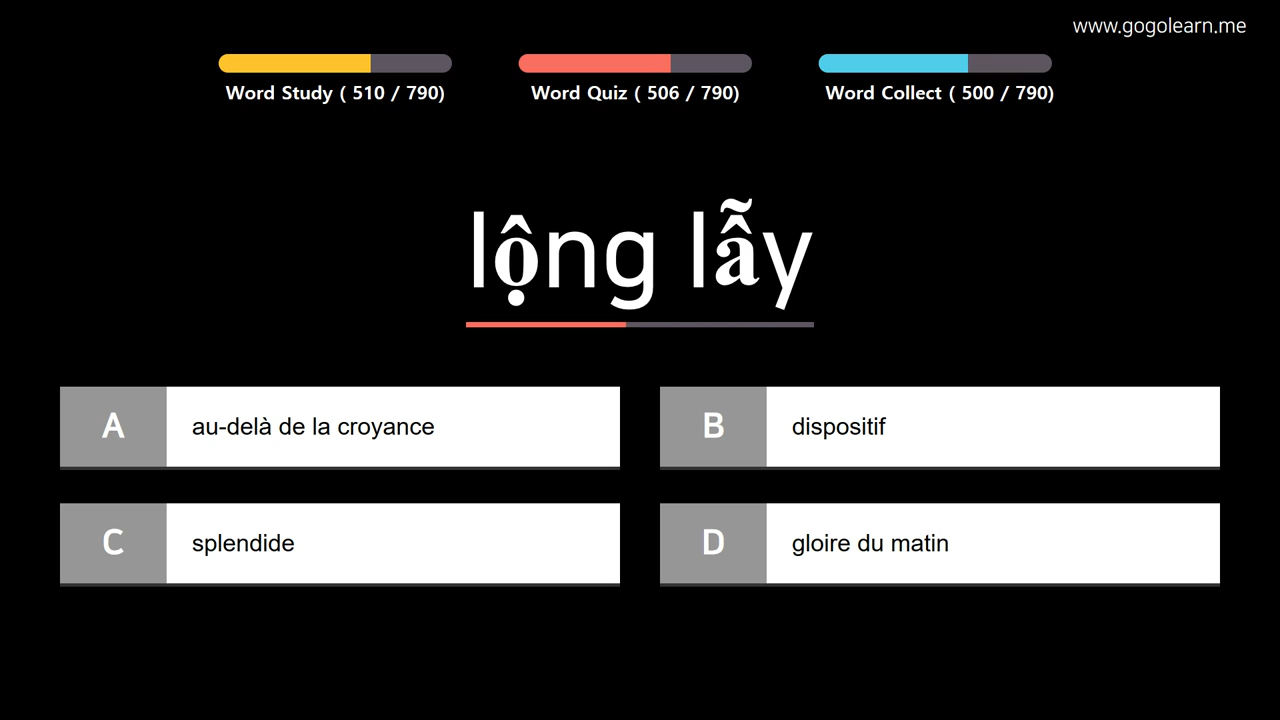 www.gogolearn.me
Word Study ( 510 / 790)
Word Quiz ( 506 / 790)
Word Collect ( 500 / 790)
lộng lẫy
A au-delà de la croyance
B dispositif
C splendide
D gloire du matin